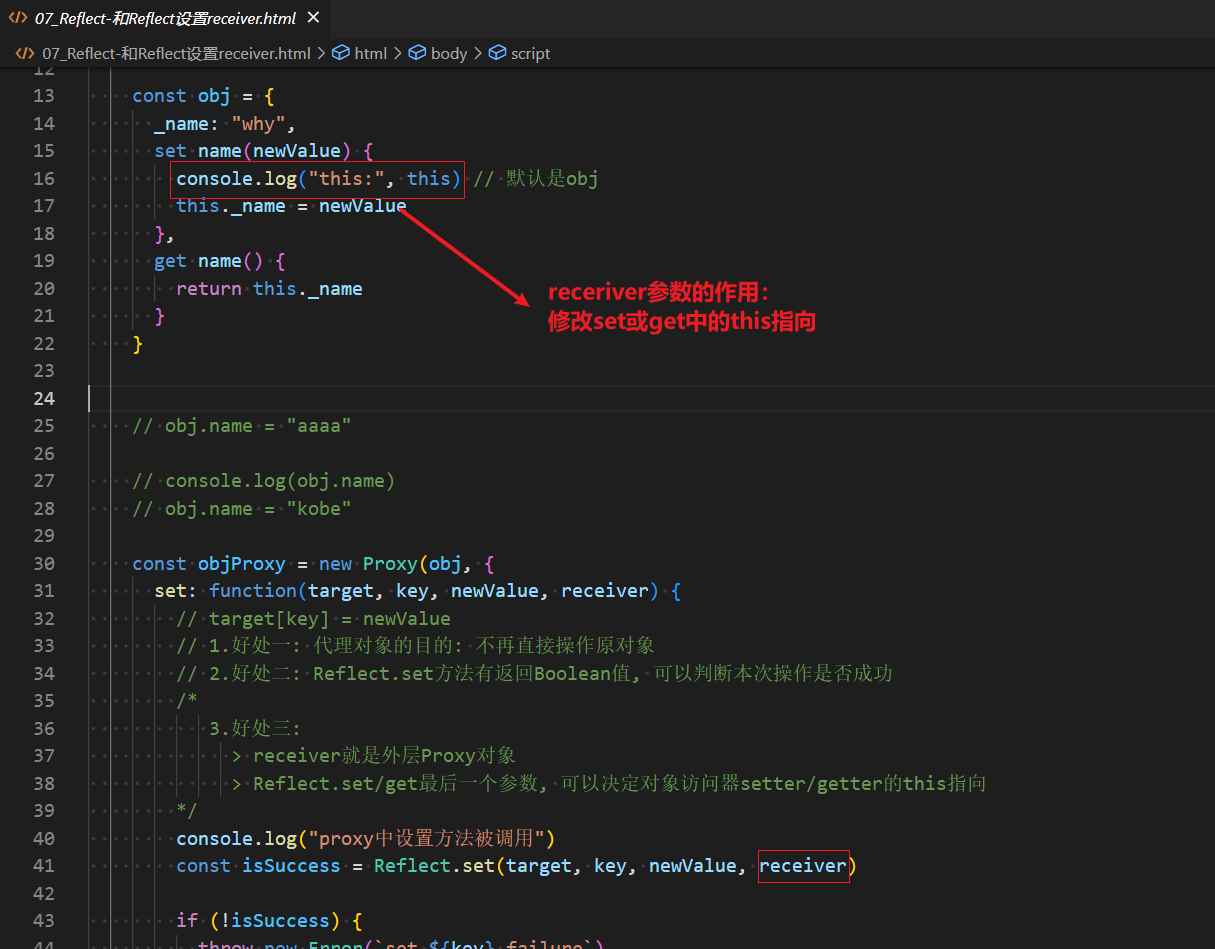 07_Reflect-和Reflect设置receiver.html
07_Reflect-和Reflect设置receiver.html > html > body > script
12
13 const obj = {
14 _name: "why",
15 set name(newValue) {
16 console.log("this:", this) // 默认是obj
17 this._name = newValue
18 },
19 get name() {
20 return this._name
21 }
22 }
receriver参数的作用：
修改set或get中的this指向
23
24
25 // obj.name = "aaaa"
26
27 // console.log(obj.name)
28 // obj.name = "kobe"
29
30 const objProxy = new Proxy(obj, {
31 set: function(target, key, newValue, receiver) {
32 // target[key] = newValue
33 // 1.好处一: 代理对象的目的: 不再直接操作原对象
34 // 2.好处二: Reflect.set方法有返回Boolean值, 可以判断本次操作是否成功
35 /*
36 3.好处三:
37 > receiver就是外层Proxy对象
38 > Reflect.set/get最后一个参数, 可以决定对象访问器setter/getter的this指向
39 */
40 console.log("proxy中设置方法被调用")
41 const isSuccess = Reflect.set(target, key, newValue, receiver)
42
43 if (!isSuccess) {
44 throw new Error(`set ${key} failure`)